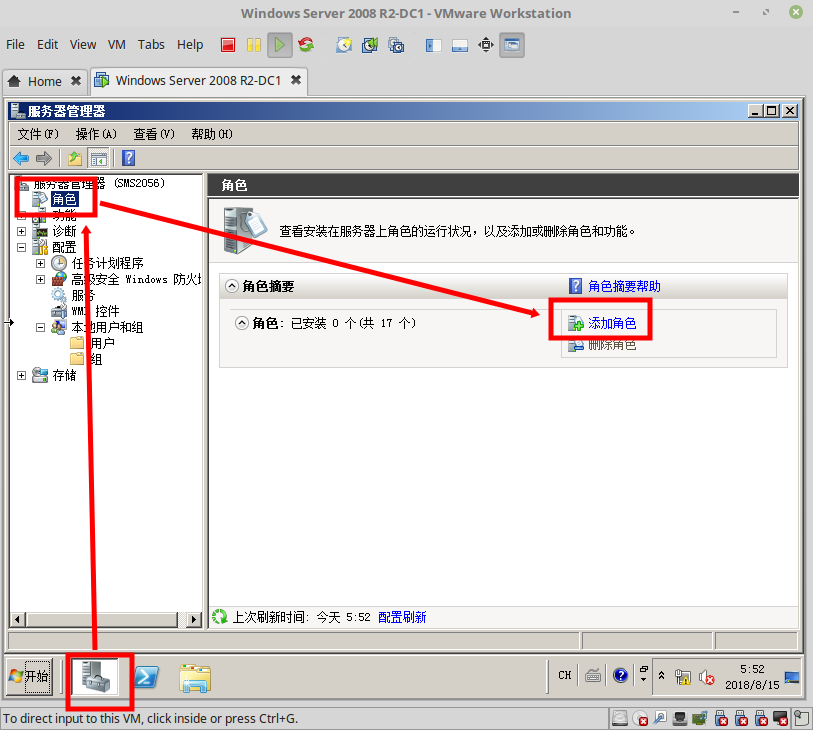 Windows Server 2008 R2-DC1 - VMware Workstation
File Edit View VM Tabs Help
Home Windows Server 2008 R2-DC1
服务器管理器
文件(F) 操作(A) 查看(V) 帮助(H)
服务器管理器 (SMS2056)
角色
功能
诊断
配置
任务计划程序
高级安全 Windows 防火墙
服务
WMI 控件
本地用户和组
用户
组
存储
角色
查看安装在服务器上角色的运行状况，以及添加或删除角色和功能。
角色摘要
角色摘要帮助
角色: 已安装 0 个(共 17 个)
添加角色
删除角色
上次刷新时间: 今天 5:52 配置刷新
开始
CH
5:52
2018/8/15
To direct input to this VM, click inside or press Ctrl+G.